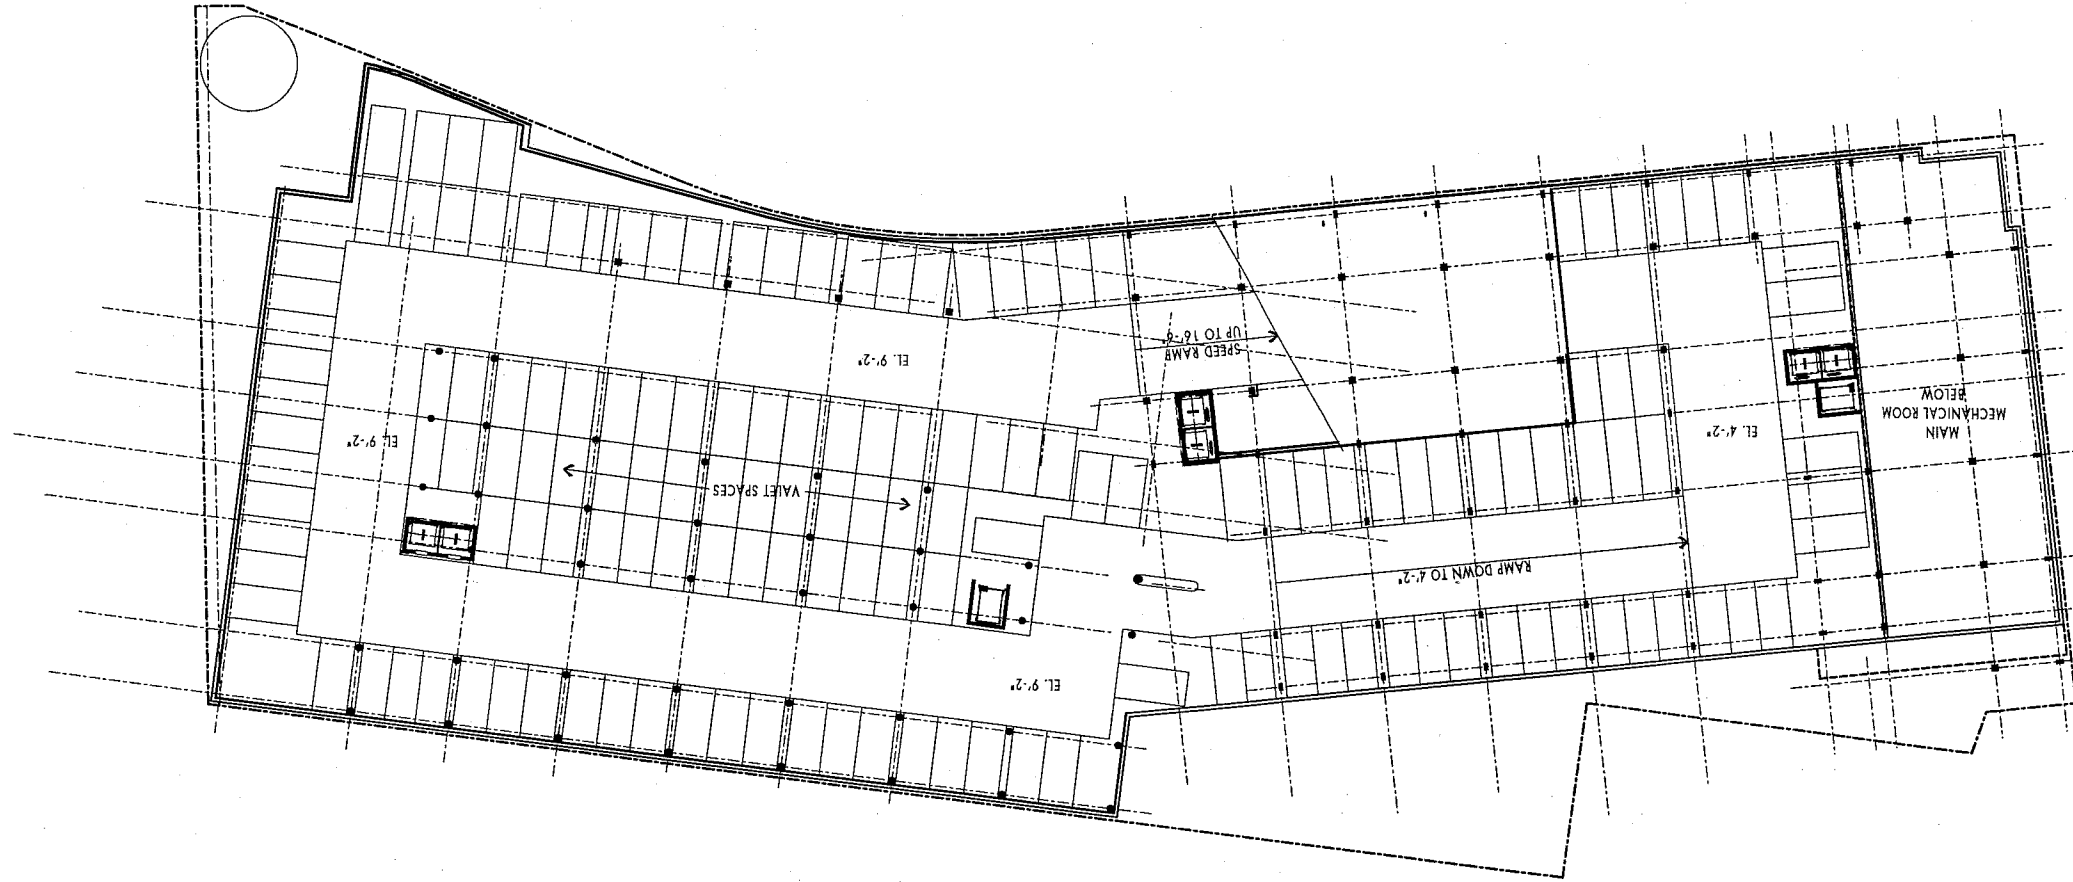 EL. 9'-2"
SPEED RAMP
UP TO 16'-6"
EL. 9'-2"
VALET SPACES
EL. 4'-2"
MAIN
MECHANICAL ROOM
BELOW
RAMP DOWN TO 4'-2"
EL. 9'-2"